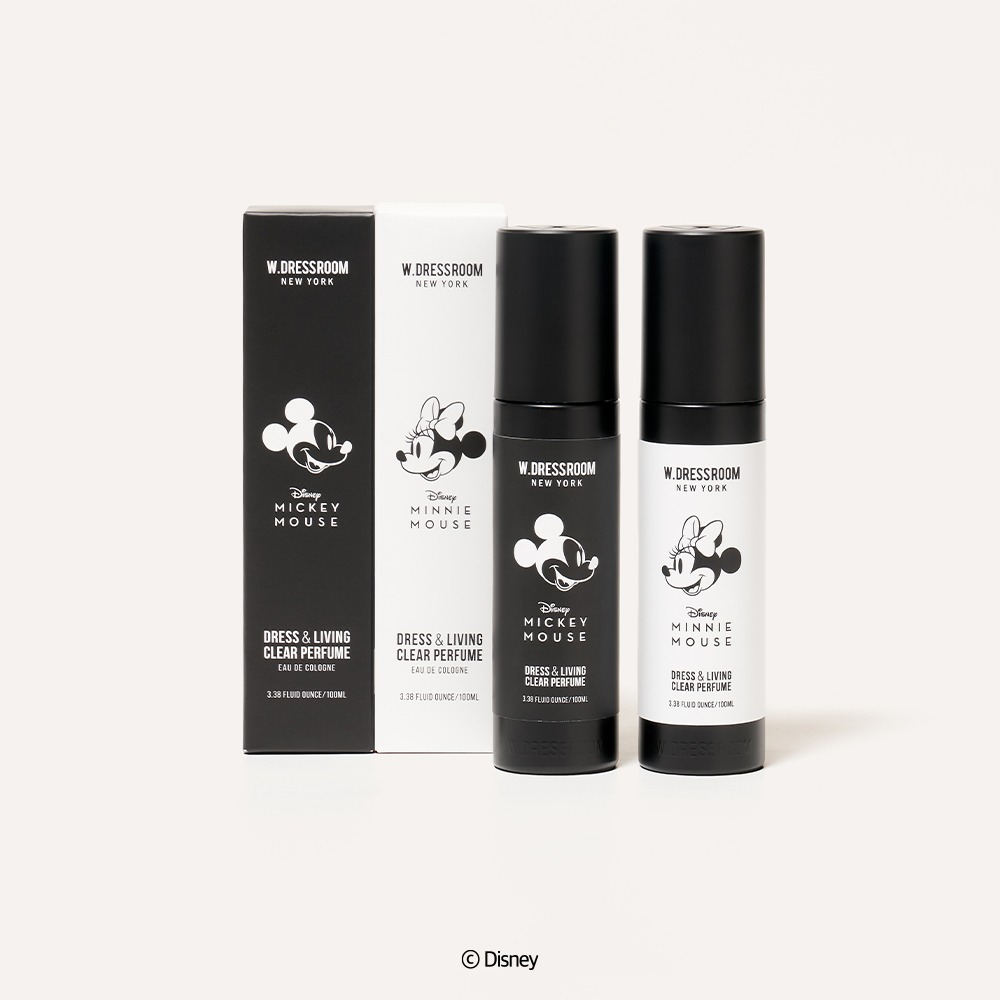 W.DRESSROOM
NEW YORK
Disney
MICKEY
MOUSE
DRESS & LIVING
CLEAR PERFUME
EAU DE COLOGNE
3.38 FLUID OUNCE/100ML
W.DRESSROOM
NEW YORK
Disney
MINNIE
MOUSE
DRESS & LIVING
CLEAR PERFUME
EAU DE COLOGNE
3.38 FLUID OUNCE/100ML
W.DRESSROOM
NEW YORK
Disney
MICKEY
MOUSE
DRESS & LIVING
CLEAR PERFUME
3.38 FLUID OUNCE/100ML
W.DRESSROOM
W.DRESSROOM
NEW YORK
Disney
MINNIE
MOUSE
DRESS & LIVING
CLEAR PERFUME
3.38 FLUID OUNCE/100ML
W.DRESSROOM
© Disney